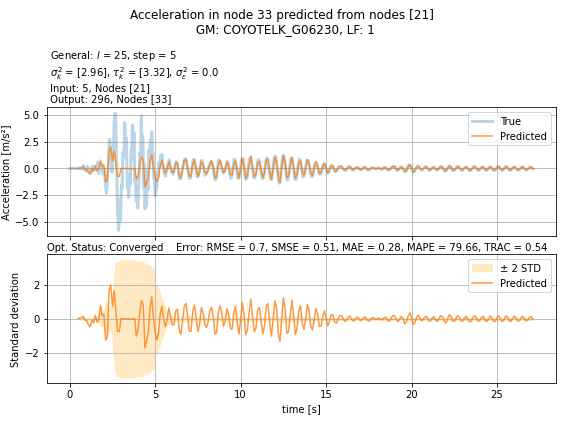 Acceleration in node 33 predicted from nodes [21]
GM: COYOTELK_G06230, LF: 1
General: l = 25, step = 5
σ²ₖ = [2.96], τ²ₖ = [3.32], σ²ε = 0.0
Input: 5, Nodes [21]
Output: 296, Nodes [33]
5.0
2.5
0.0
−2.5
−5.0
Acceleration [m/s²]
True
Predicted
Opt. Status: Converged Error: RMSE = 0.7, SMSE = 0.51, MAE = 0.28, MAPE = 79.66, TRAC = 0.54
2
0
−2
Standard deviation
± 2 STD
Predicted
0 5 10 15 20 25
time [s]